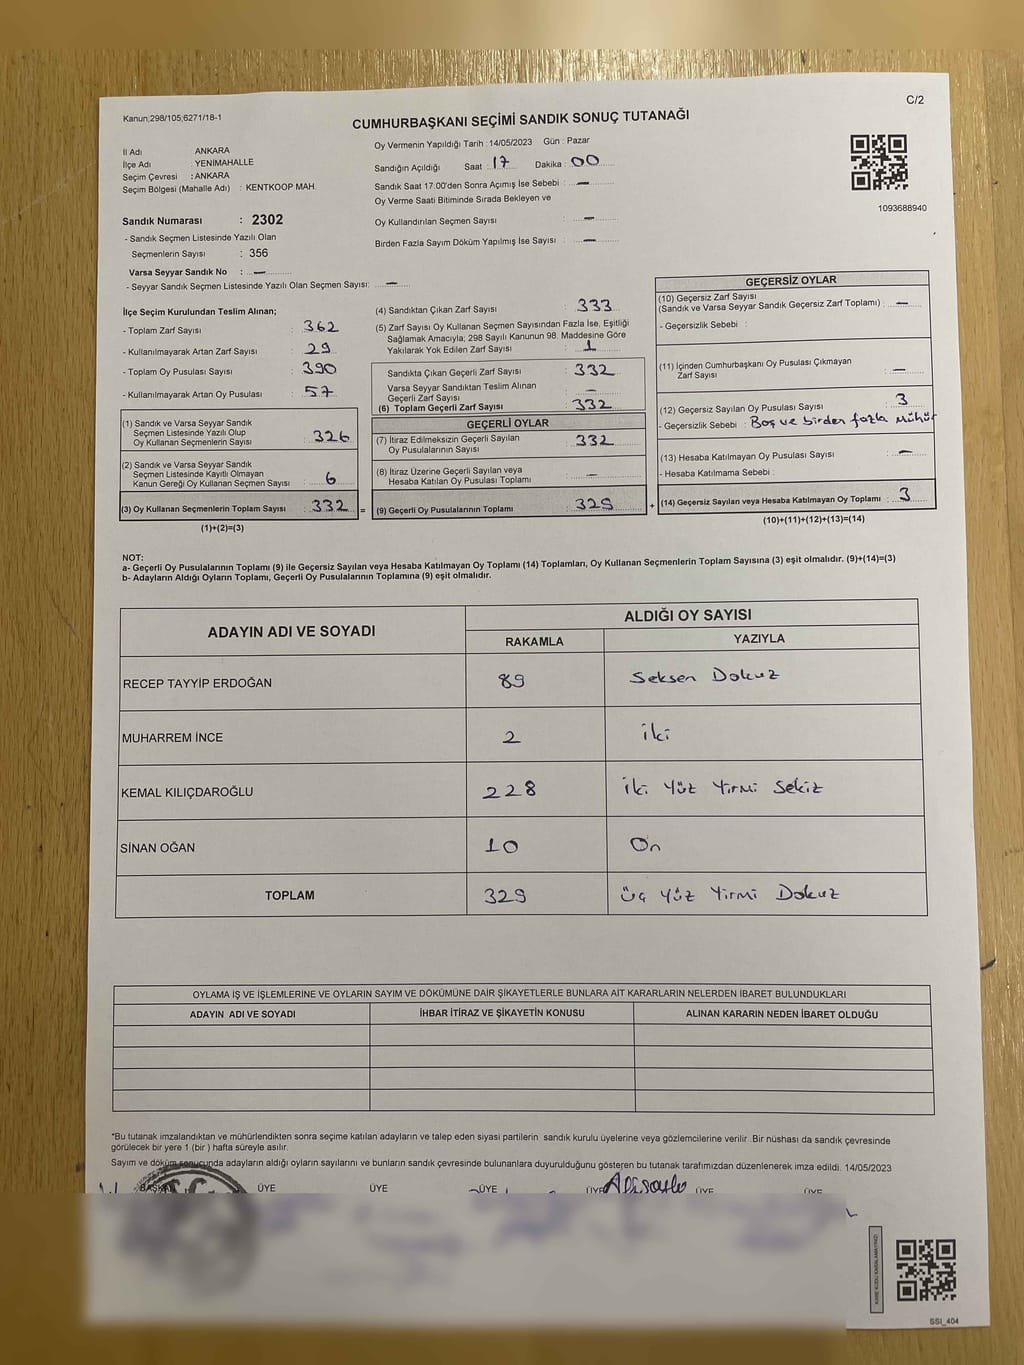 C/2
Kanun;298/105;6271/18-1
CUMHURBAŞKANI SEÇİMİ SANDIK SONUÇ TUTANAĞI
İl Adı ANKARA
İlçe Adı : YENİMAHALLE
Seçim Çevresi : ANKARA
Seçim Bölgesi (Mahalle Adı) : KENTKOOP MAH.
Sandık Numarası : 2302
- Sandık Seçmen Listesinde Yazılı Olan
Seçmenlerin Sayısı : 356
Varsa Seyyar Sandık No : —
- Seyyar Sandık Seçmen Listesinde Yazılı Olan Seçmen Sayısı: —
Oy Vermenin Yapıldığı Tarih : 14/05/2023 Gün : Pazar
Sandığın Açıldığı Saat : 17 Dakika : 00
Sandık Saat 17:00'den Sonra Açımış İse Sebebi : —
Oy Verme Saati Bitiminde Sırada Bekleyen ve
Oy Kullandırılan Seçmen Sayısı : —
Birden Fazla Sayım Döküm Yapılmış İse Sayısı : —
1093688940
İlçe Seçim Kurulundan Teslim Alınan;
- Toplam Zarf Sayısı : 362
- Kullanılmayarak Artan Zarf Sayısı : 29
- Toplam Oy Pusulası Sayısı : 390
- Kullanılmayarak Artan Oy Pusulası : 57
(1) Sandık ve Varsa Seyyar Sandık
Seçmen Listesinde Yazılı Olup
Oy Kullanan Seçmenlerin Sayısı : 326
(2) Sandık ve Varsa Seyyar Sandık
Seçmen Listesinde Kayıtlı Olmayan
Kanun Gereği Oy Kullanan Seçmen Sayısı : 6
(3) Oy Kullanan Seçmenlerin Toplam Sayısı : 332 =
(1)+(2)=(3)
(4) Sandıktan Çıkan Zarf Sayısı : 333
(5) Zarf Sayısı Oy Kullanan Seçmen Sayısından Fazla İse, Eşitliği
Sağlamak Amacıyla; 298 Sayılı Kanunun 98. Maddesine Göre
Yakılarak Yok Edilen Zarf Sayısı : 1
Sandıkta Çıkan Geçerli Zarf Sayısı : 332
Varsa Seyyar Sandıktan Teslim Alınan
Geçerli Zarf Sayısı : —
(6) Toplam Geçerli Zarf Sayısı : 332
GEÇERLİ OYLAR
(7) İtiraz Edilmeksizin Geçerli Sayılan
Oy Pusulalarının Sayısı : 332
(8) İtiraz Üzerine Geçerli Sayılan veya
Hesaba Katılan Oy Pusulası Toplamı : —
(9) Geçerli Oy Pusulalarının Toplamı : 329 +
GEÇERSİZ OYLAR
(10) Geçersiz Zarf Sayısı
(Sandık ve Varsa Seyyar Sandık Geçersiz Zarf Toplamı) : —
- Geçersizlik Sebebi :
(11) İçinden Cumhurbaşkanı Oy Pusulası Çıkmayan
Zarf Sayısı : —
(12) Geçersiz Sayılan Oy Pusulası Sayısı : 3
- Geçersizlik Sebebi : Boş ve birden fazla mühür
(13) Hesaba Katılmayan Oy Pusulası Sayısı : —
- Hesaba Katılmama Sebebi :
(14) Geçersiz Sayılan veya Hesaba Katılmayan Oy Toplamı : 3
(10)+(11)+(12)+(13)=(14)
NOT:
a- Geçerli Oy Pusulalarının Toplamı (9) ile Geçersiz Sayılan veya Hesaba Katılmayan Oy Toplamı (14) Toplamları, Oy Kullanan Seçmenlerin Toplam Sayısına (3) eşit olmalıdır. (9)+(14)=(3)
b- Adayların Aldığı Oyların Toplamı, Geçerli Oy Pusulalarının Toplamına (9) eşit olmalıdır.
ADAYIN ADI VE SOYADI ALDIĞI OY SAYISI
RAKAMLA YAZIYLA
RECEP TAYYİP ERDOĞAN 89 Seksen Dokuz
MUHARREM İNCE 2 İki
KEMAL KILIÇDAROĞLU 228 İki Yüz Yirmi Sekiz
SİNAN OĞAN 10 On
TOPLAM 329 Üç Yüz Yirmi Dokuz
OYLAMA İŞ VE İŞLEMLERİNE VE OYLARIN SAYIM VE DÖKÜMÜNE DAİR ŞİKAYETLERLE BUNLARA AİT KARARLARIN NELERDEN İBARET BULUNDUKLARI
ADAYIN ADI VE SOYADI İHBAR İTİRAZ VE ŞİKAYETİN KONUSU ALINAN KARARIN NEDEN İBARET OLDUĞU
*Bu tutanak imzalandıktan ve mühürlendikten sonra seçime katılan adayların ve talep eden siyasi partilerin sandık kurulu üyelerine veya gözlemcilerine verilir. Bir nüshası da sandık çevresinde
görülecek bir yere 1 (bir) hafta süreyle asılır.
Sayım ve döküm sonucunda adayların aldığı oyların sayılarını ve bunların sandık çevresinde bulunanlara duyurulduğunu gösteren bu tutanak tarafımızdan düzenlenerek imza edildi. 14/05/2023
BAŞKAN ÜYE ÜYE ÜYE ÜYE ÜYE ÜYE
SSI_404